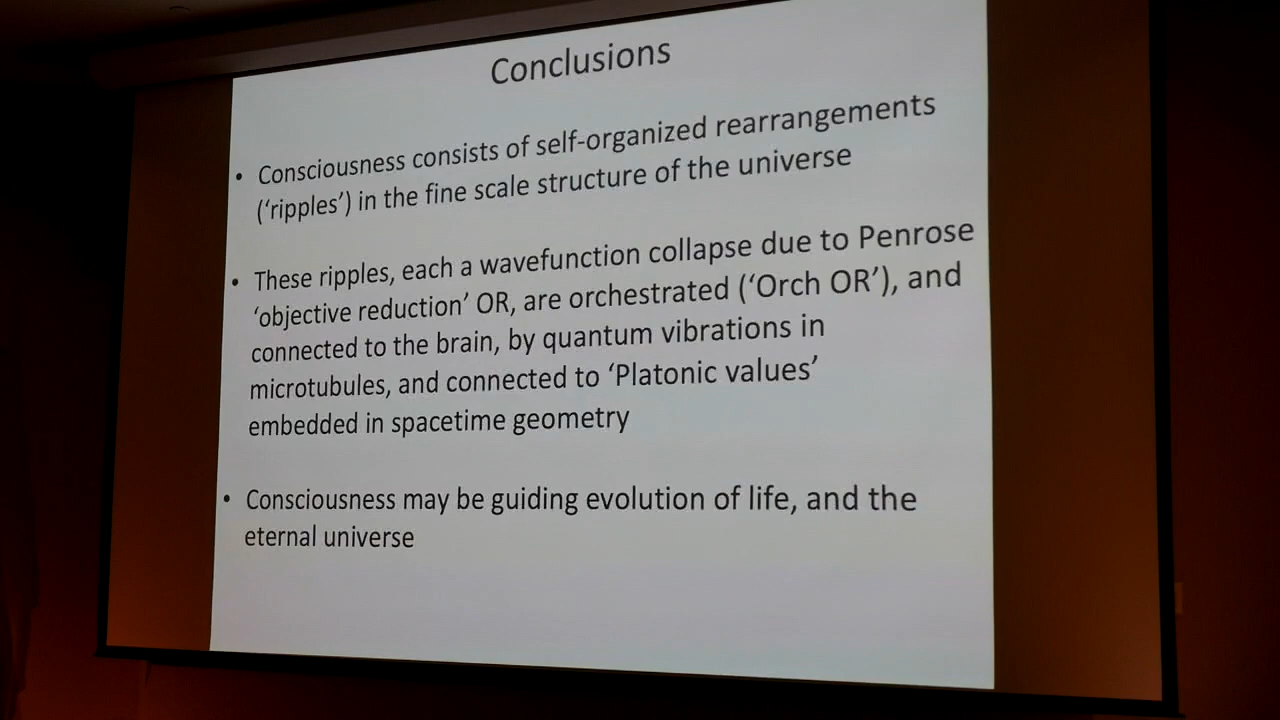 Conclusions
• Consciousness consists of self-organized rearrangements
(‘ripples’) in the fine scale structure of the universe
• These ripples, each a wavefunction collapse due to Penrose
‘objective reduction’ OR, are orchestrated (‘Orch OR’), and
connected to the brain, by quantum vibrations in
microtubules, and connected to ‘Platonic values’
embedded in spacetime geometry
• Consciousness may be guiding evolution of life, and the
eternal universe